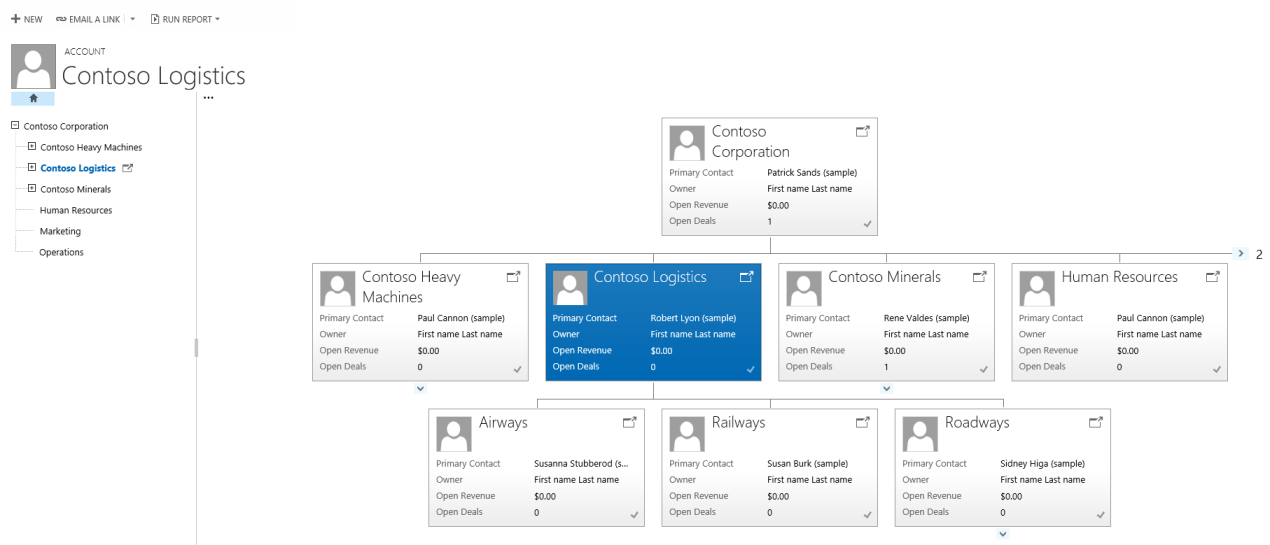 NEW EMAIL A LINK RUN REPORT
ACCOUNT
Contoso Logistics
...
Contoso Corporation
Contoso Heavy Machines
Contoso Logistics
Contoso Minerals
Human Resources
Marketing
Operations
Contoso
Corporation
Primary Contact Patrick Sands (sample)
Owner First name Last name
Open Revenue $0.00
Open Deals 1
2
Contoso Heavy
Machines
Primary Contact Paul Cannon (sample)
Owner First name Last name
Open Revenue $0.00
Open Deals 0
Contoso Logistics
Primary Contact Robert Lyon (sample)
Owner First name Last name
Open Revenue $0.00
Open Deals 0
Contoso Minerals
Primary Contact Rene Valdes (sample)
Owner First name Last name
Open Revenue $0.00
Open Deals 1
Human Resources
Primary Contact Paul Cannon (sample)
Owner First name Last name
Open Revenue $0.00
Open Deals 0
Airways
Primary Contact Susanna Stubberod (s...
Owner First name Last name
Open Revenue $0.00
Open Deals 0
Railways
Primary Contact Susan Burk (sample)
Owner First name Last name
Open Revenue $0.00
Open Deals 0
Roadways
Primary Contact Sidney Higa (sample)
Owner First name Last name
Open Revenue $0.00
Open Deals 0